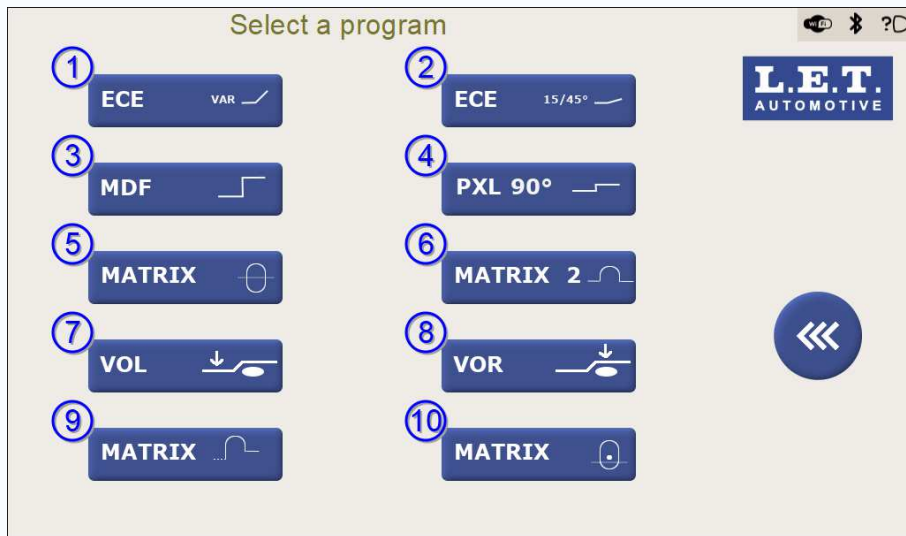 Select a program
WiFi ?
L.E.T.
AUTOMOTIVE
1 2
ECE VAR ECE 15/45°
3 4
MDF PXL 90°
5 6
MATRIX MATRIX 2
7 8
VOL VOR
9 10
MATRIX ... MATRIX